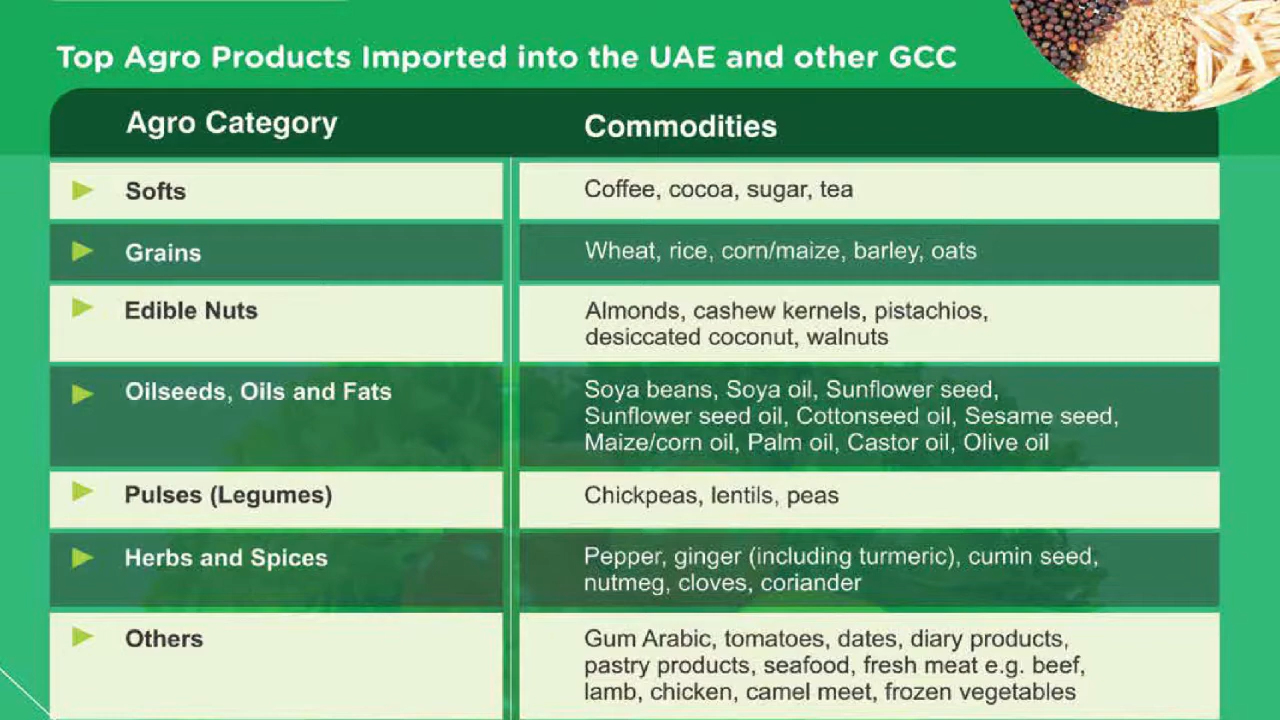 Top Agro Products Imported into the UAE and other GCC
Agro Category
Commodities
Softs
Coffee, cocoa, sugar, tea
Grains
Wheat, rice, corn/maize, barley, oats
Edible Nuts
Almonds, cashew kernels, pistachios,
desiccated coconut, walnuts
Oilseeds, Oils and Fats
Soya beans, Soya oil, Sunflower seed,
Sunflower seed oil, Cottonseed oil, Sesame seed,
Maize/corn oil, Palm oil, Castor oil, Olive oil
Pulses (Legumes)
Chickpeas, lentils, peas
Herbs and Spices
Pepper, ginger (including turmeric), cumin seed,
nutmeg, cloves, coriander
Others
Gum Arabic, tomatoes, dates, diary products,
pastry products, seafood, fresh meat e.g. beef,
lamb, chicken, camel meet, frozen vegetables